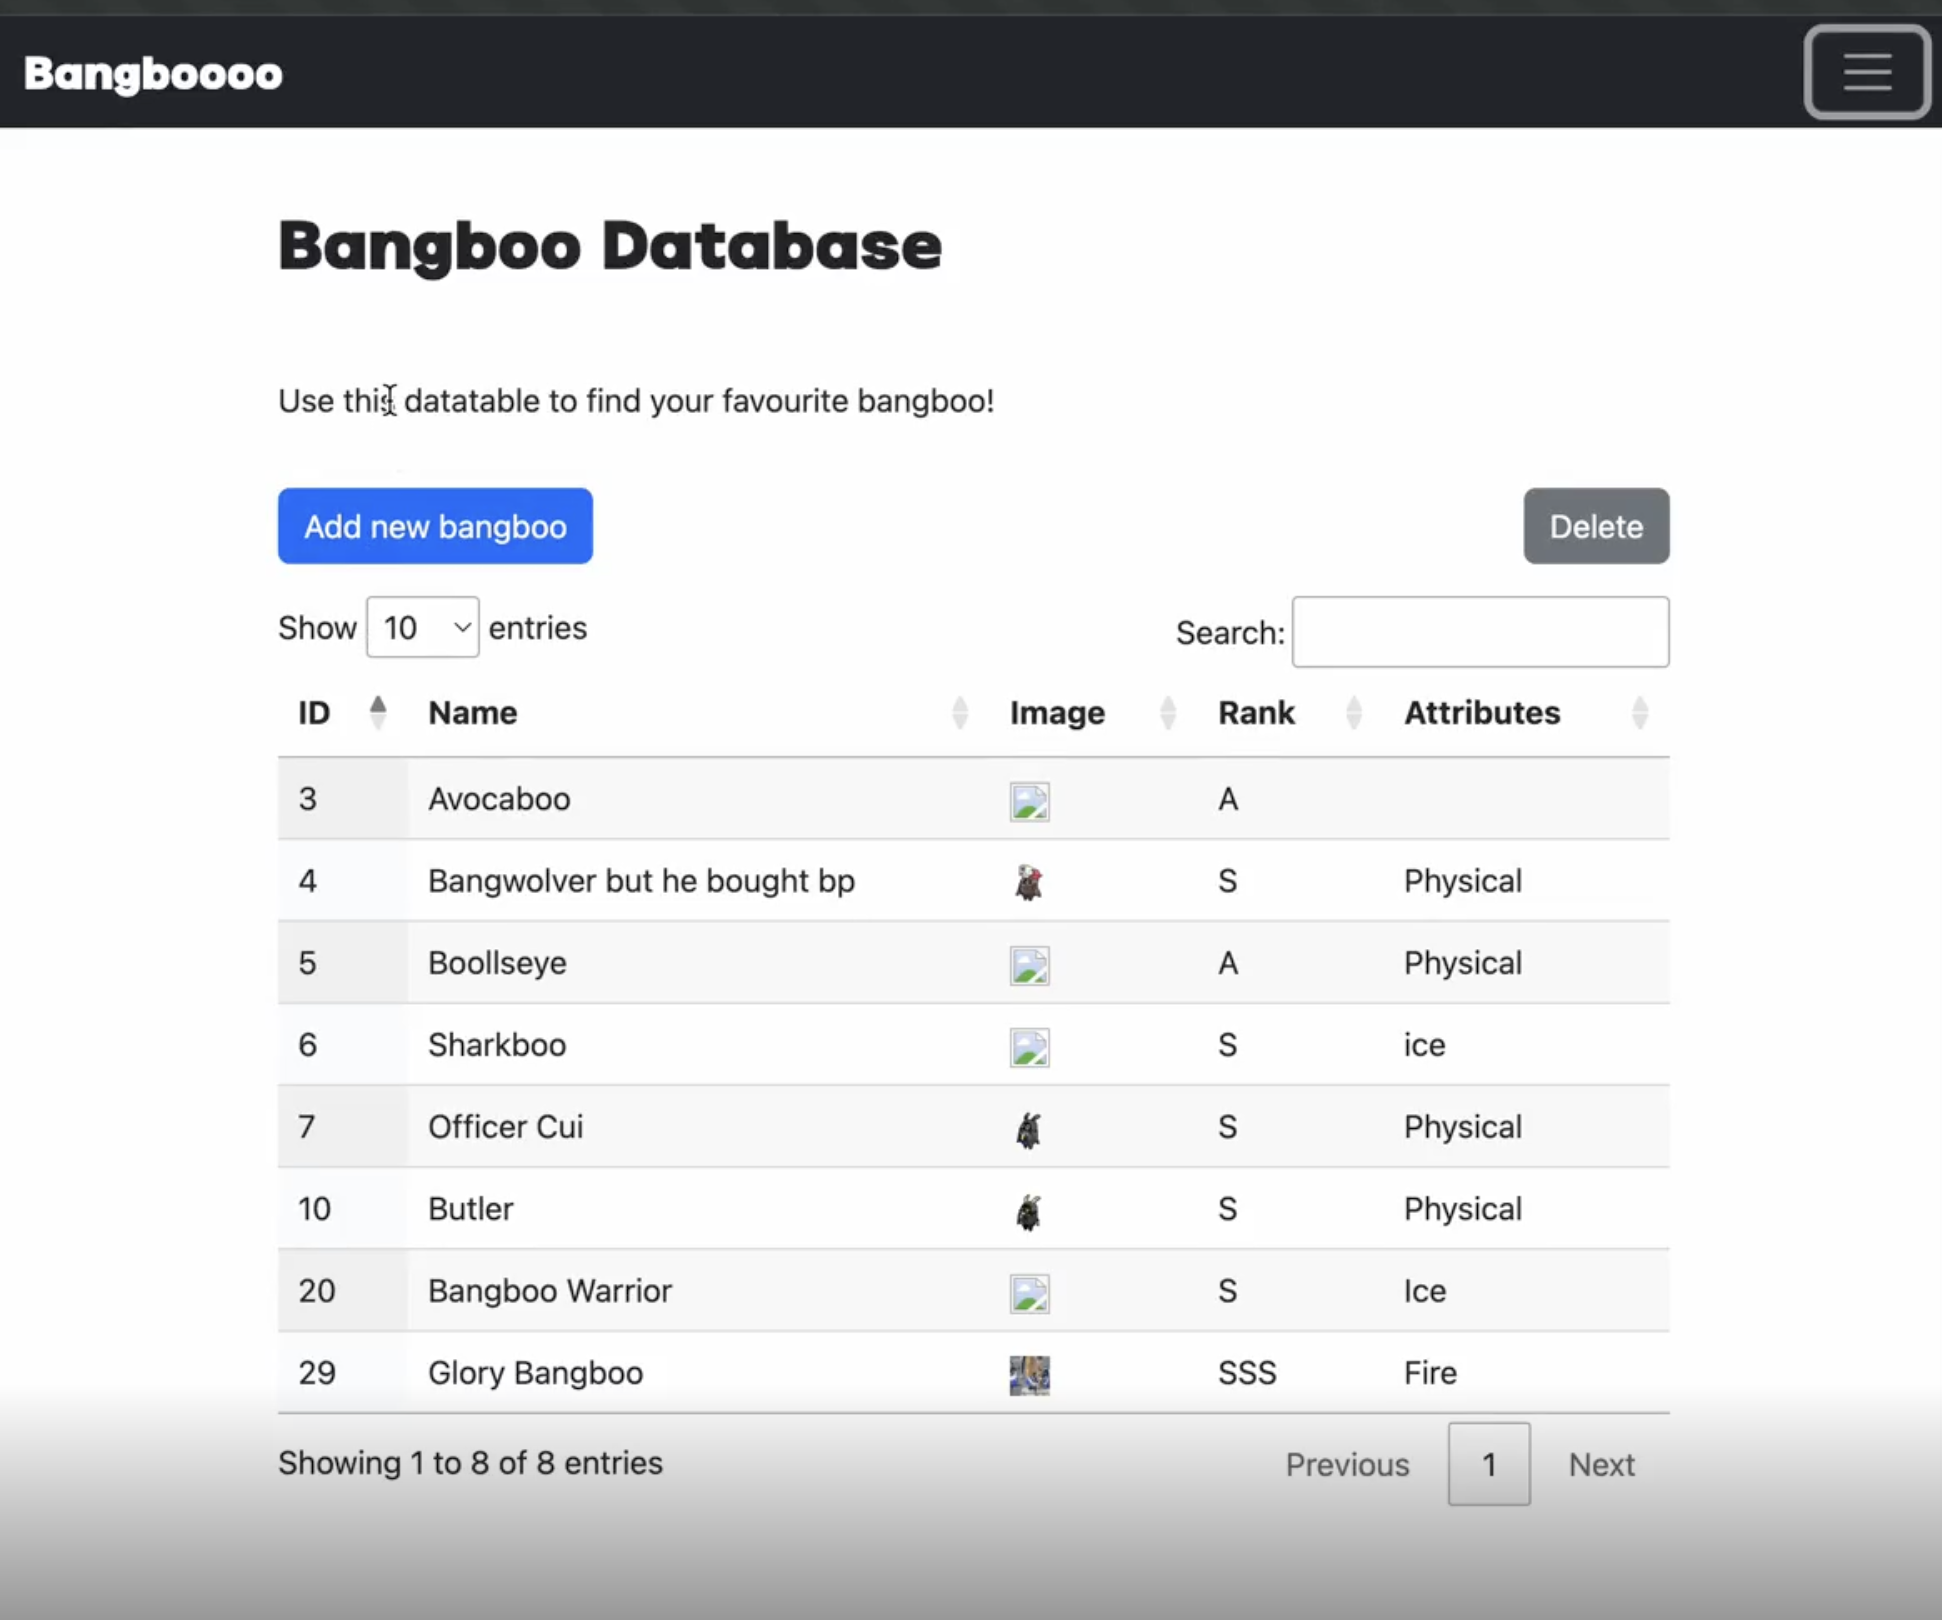 Bangboooo
Bangboo Database
Use this datatable to find your favourite bangboo!
Add new bangboo Delete
Show 10 entries Search:
ID Name Image Rank Attributes
3 Avocaboo A
4 Bangwolver but he bought bp S Physical
5 Boollseye A Physical
6 Sharkboo S ice
7 Officer Cui S Physical
10 Butler S Physical
20 Bangboo Warrior S Ice
29 Glory Bangboo SSS Fire
Showing 1 to 8 of 8 entries Previous 1 Next